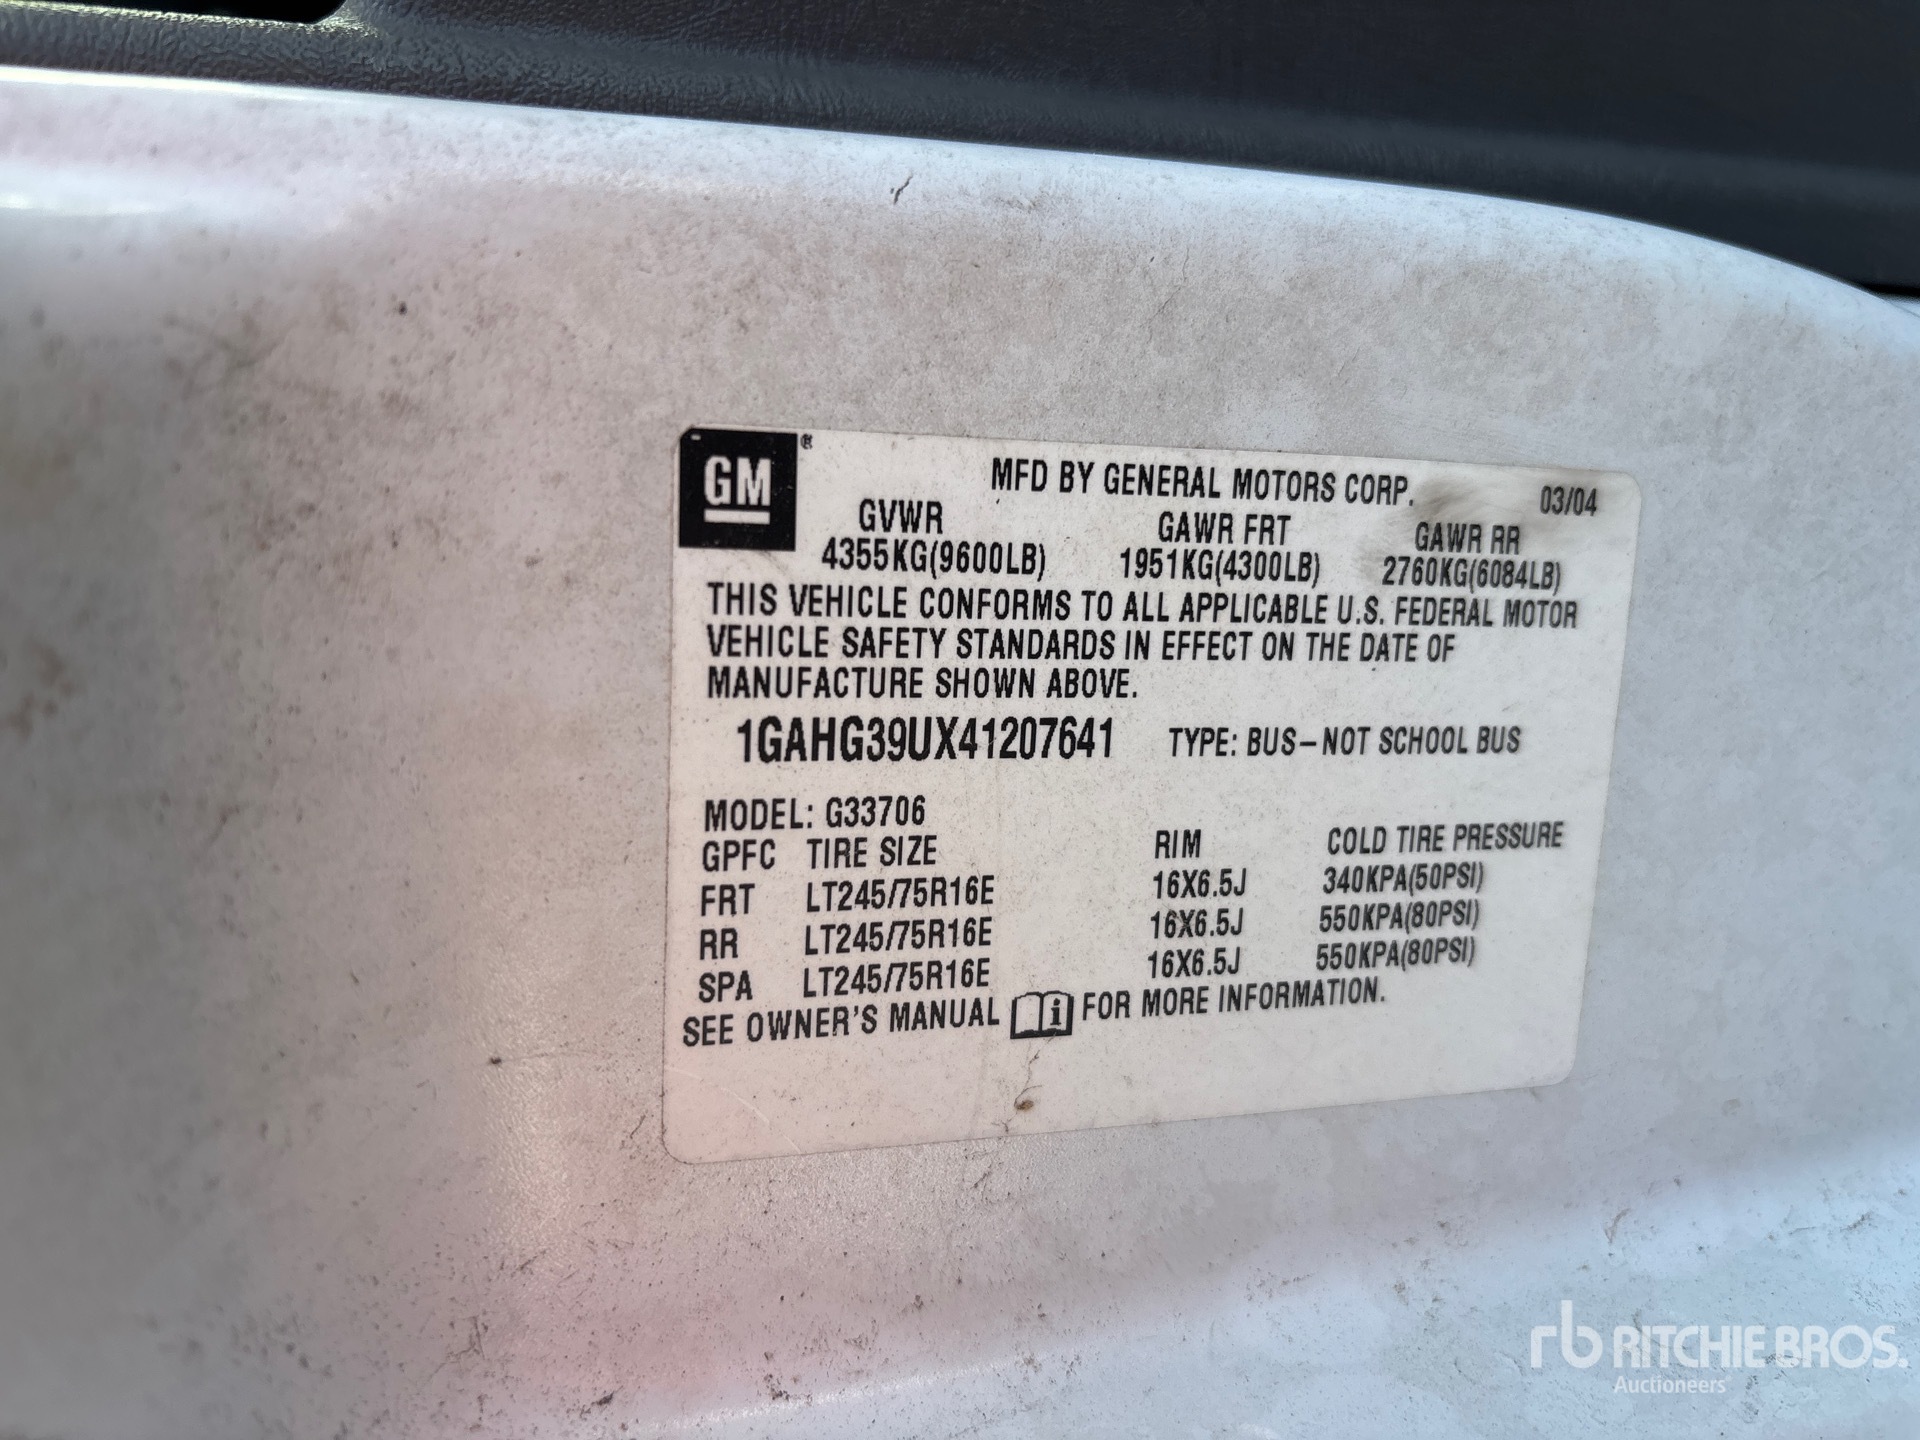 GM®
MFD BY GENERAL MOTORS CORP. 03/04
GVWR GAWR FRT GAWR RR
4355KG(9600LB) 1951KG(4300LB) 2760KG(6084LB)
THIS VEHICLE CONFORMS TO ALL APPLICABLE U.S. FEDERAL MOTOR
VEHICLE SAFETY STANDARDS IN EFFECT ON THE DATE OF
MANUFACTURE SHOWN ABOVE.
1GAHG39UX41207641 TYPE: BUS–NOT SCHOOL BUS
MODEL: G33706
GPFC TIRE SIZE RIM COLD TIRE PRESSURE
FRT LT245/75R16E 16X6.5J 340KPA(50PSI)
RR LT245/75R16E 16X6.5J 550KPA(80PSI)
SPA LT245/75R16E 16X6.5J 550KPA(80PSI)
SEE OWNER'S MANUAL i FOR MORE INFORMATION.
rb RITCHIE BROS.
Auctioneers